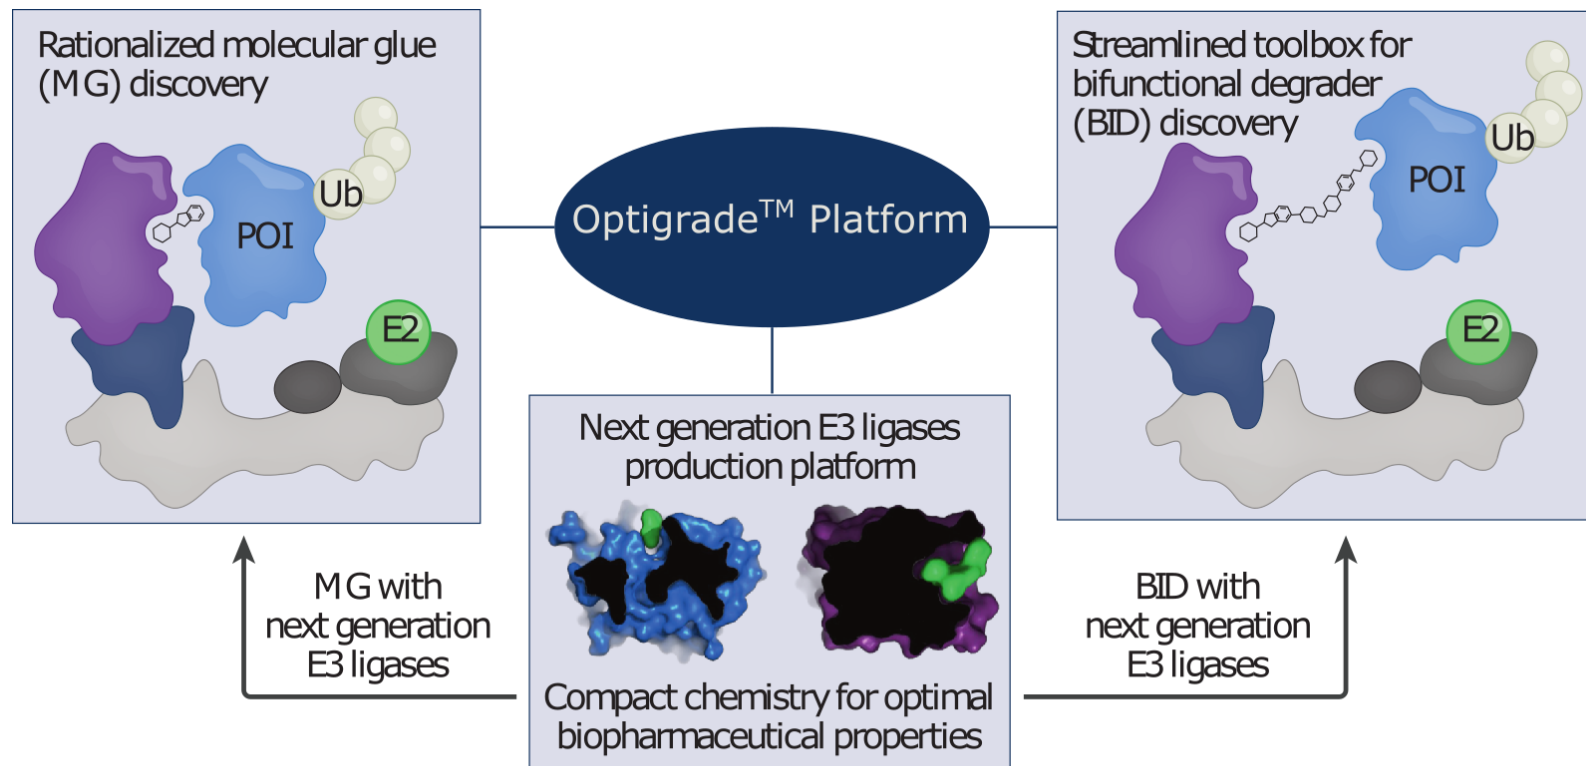 Rationalized molecular glue
(MG) discovery
Ub
POI
E2
Optigrade™ Platform
Streamlined toolbox for
bifunctional degrader
(BID) discovery
Ub
POI
E2
Next generation E3 ligases
production platform
Compact chemistry for optimal
biopharmaceutical properties
MG with
next generation
E3 ligases
BID with
next generation
E3 ligases